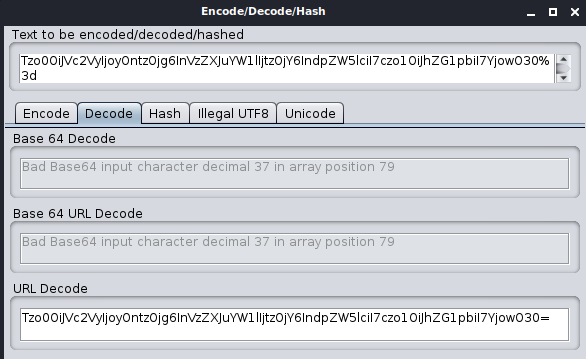 Encode/Decode/Hash
Text to be encoded/decoded/hashed
Tzo0OiJVc2VyIjoyOntzOjg6InVzZXJuYW1lIjtzOjY6IndpZW5lciI7czo1OiJhZG1pbiI7YjowO30%
3d
Encode Decode Hash Illegal UTF8 Unicode
Base 64 Decode
Bad Base64 input character decimal 37 in array position 79
Base 64 URL Decode
Bad Base64 input character decimal 37 in array position 79
URL Decode
Tzo0OiJVc2VyIjoyOntzOjg6InVzZXJuYW1lIjtzOjY6IndpZW5lciI7czo1OiJhZG1pbiI7YjowO30=